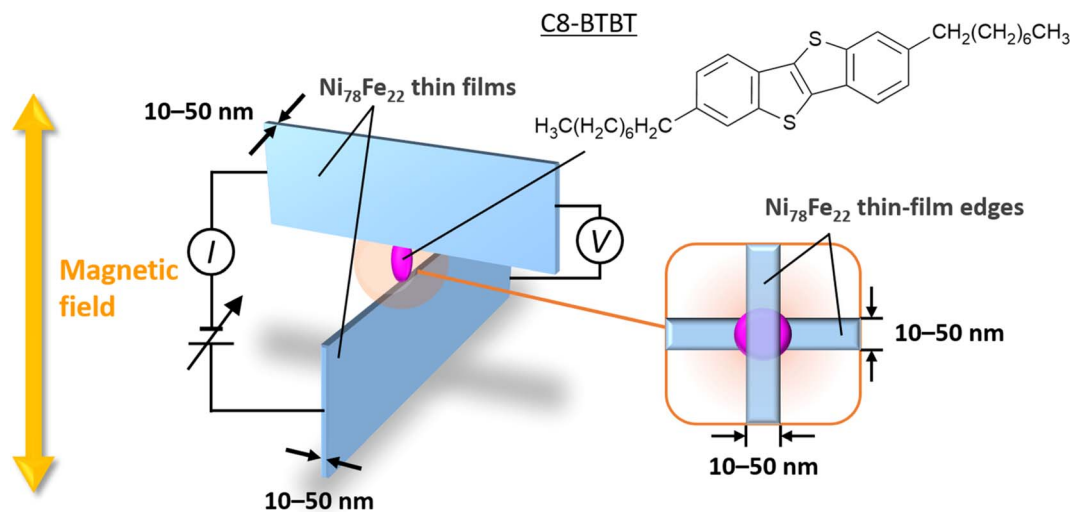 C8-BTBT
S
CH₂(CH₂)₆CH₃
Ni₇₈Fe₂₂ thin films
10–50 nm
H₃C(H₂C)₆H₂C
S
Ni₇₈Fe₂₂ thin-film edges
I
V
Magnetic
field
10–50 nm
10–50 nm
10–50 nm